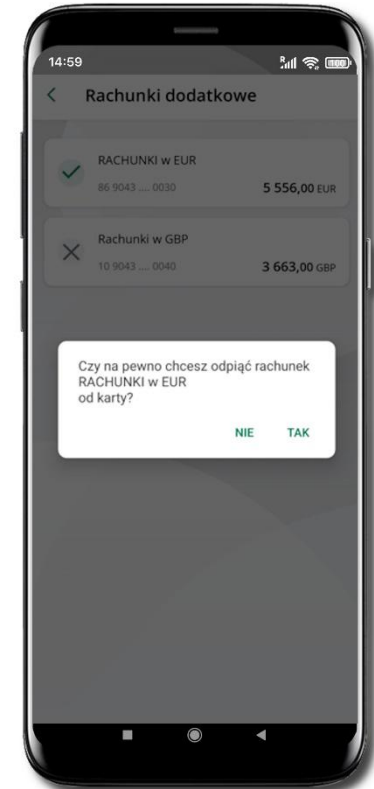 14:59
Rachunki dodatkowe
RACHUNKI w EUR
86 9043 .... 0030 5 556,00 EUR
Rachunki w GBP
10 9043 .... 0040 3 663,00 GBP
Czy na pewno chcesz odpiąć rachunek
RACHUNKI w EUR
od karty?
NIE TAK